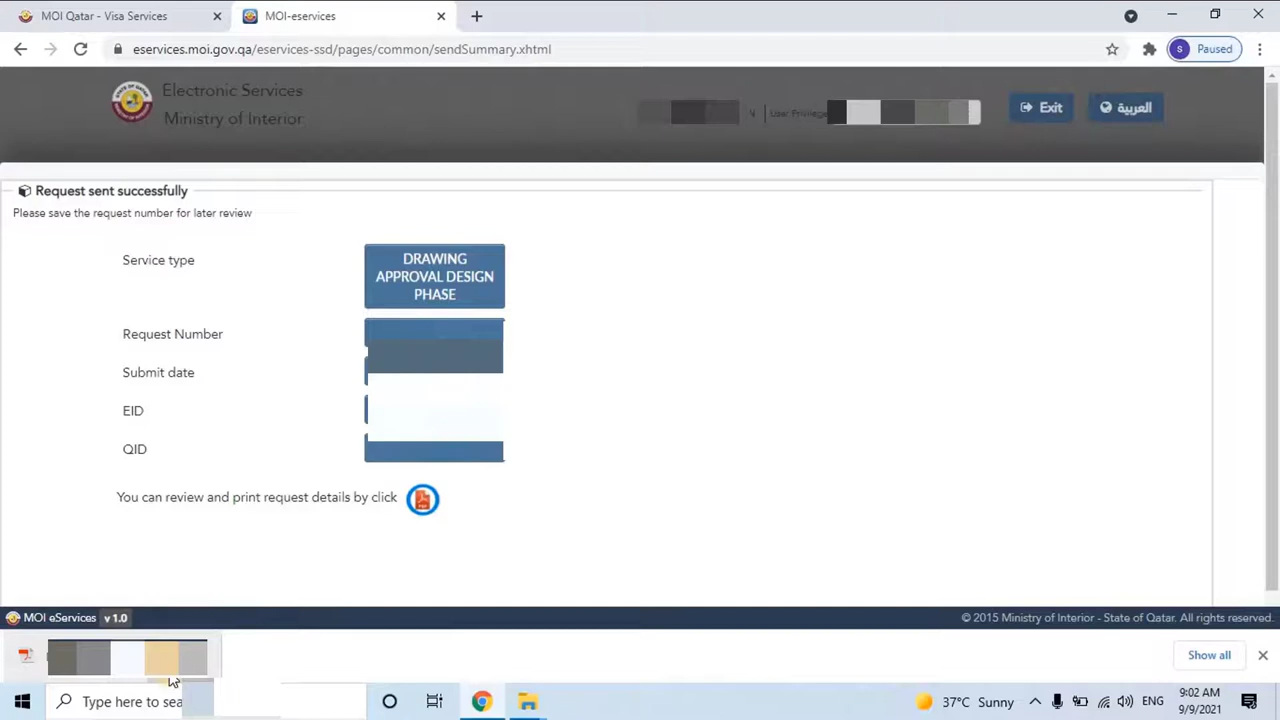 MOI Qatar - Visa Services
MOI-eservices
eservices.moi.gov.qa/eservices-ssd/pages/common/sendSummary.xhtml
S
Paused
Electronic Services
Ministry of Interior
User Privilege
Exit
العربية
Request sent successfully
Please save the request number for later review
Service type
DRAWING
APPROVAL DESIGN
PHASE
Request Number
Submit date
EID
QID
You can review and print request details by click
MOI eServices v 1.0
© 2015 Ministry of Interior - State of Qatar. All rights reserved.
Show all
Type here to sea
37°C Sunny
ENG
9:02 AM
9/9/2021